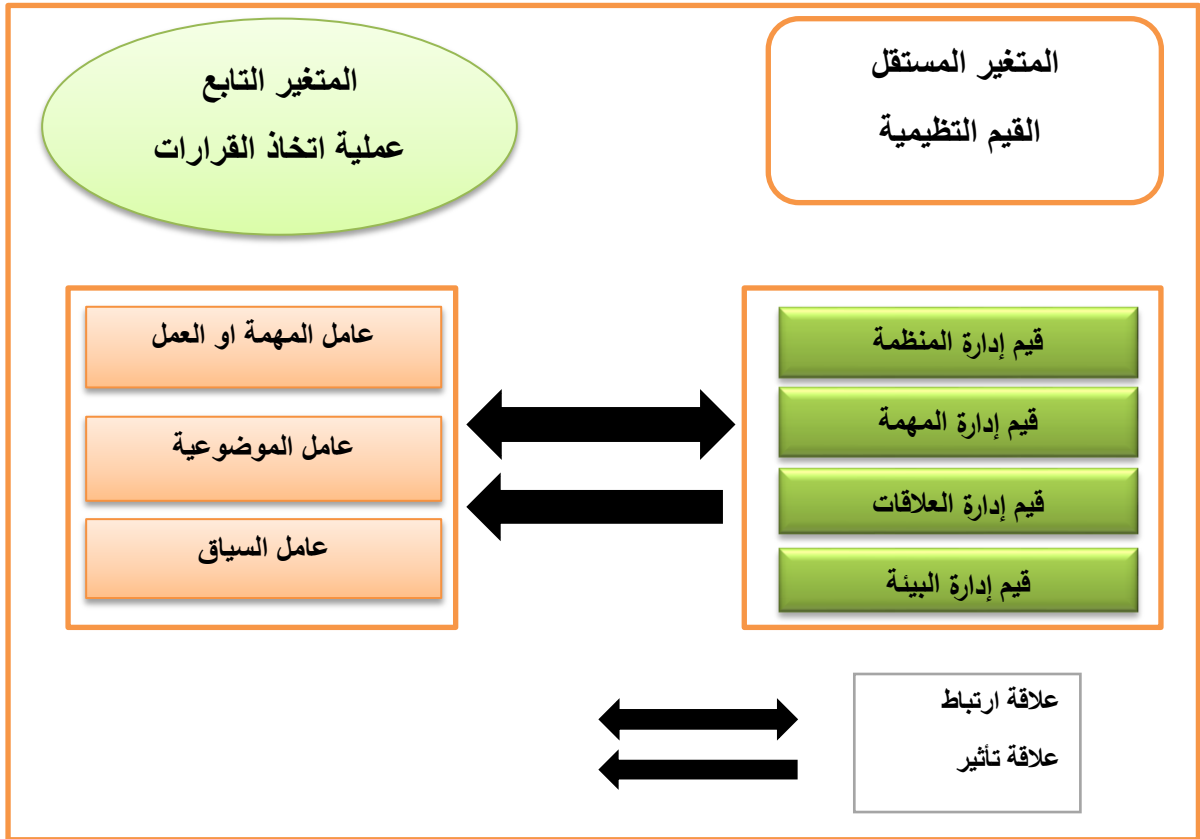 المتغير المستقل
القيم التظيمية
المتغير التابع
عملية اتخاذ القرارات
قيم إدارة المنظمة
قيم إدارة المهمة
قيم إدارة العلاقات
قيم إدارة البيئة
عامل المهمة او العمل
عامل الموضوعية
عامل السياق
علاقة ارتباط
علاقة تأثير